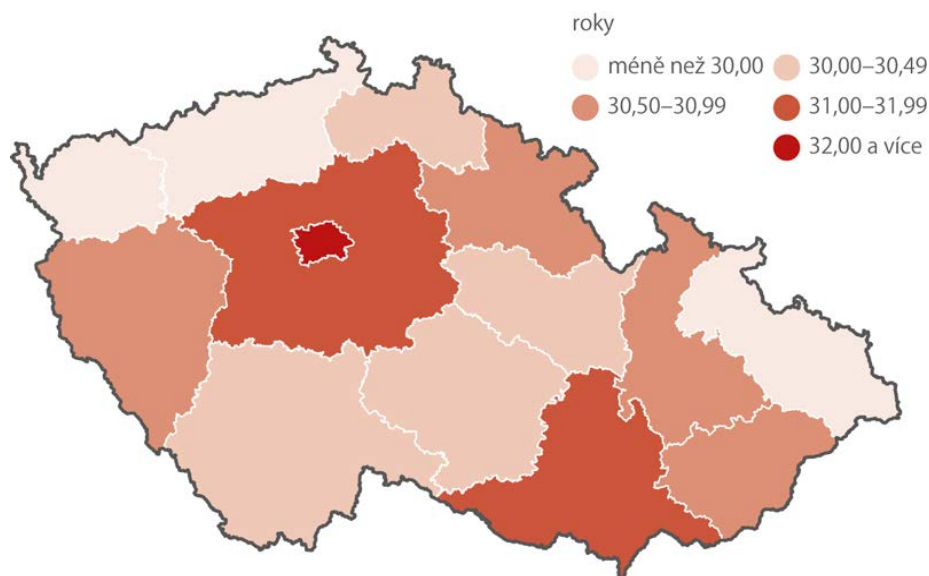 roky
méně než 30,00
30,00–30,49
30,50–30,99
31,00–31,99
32,00 a více